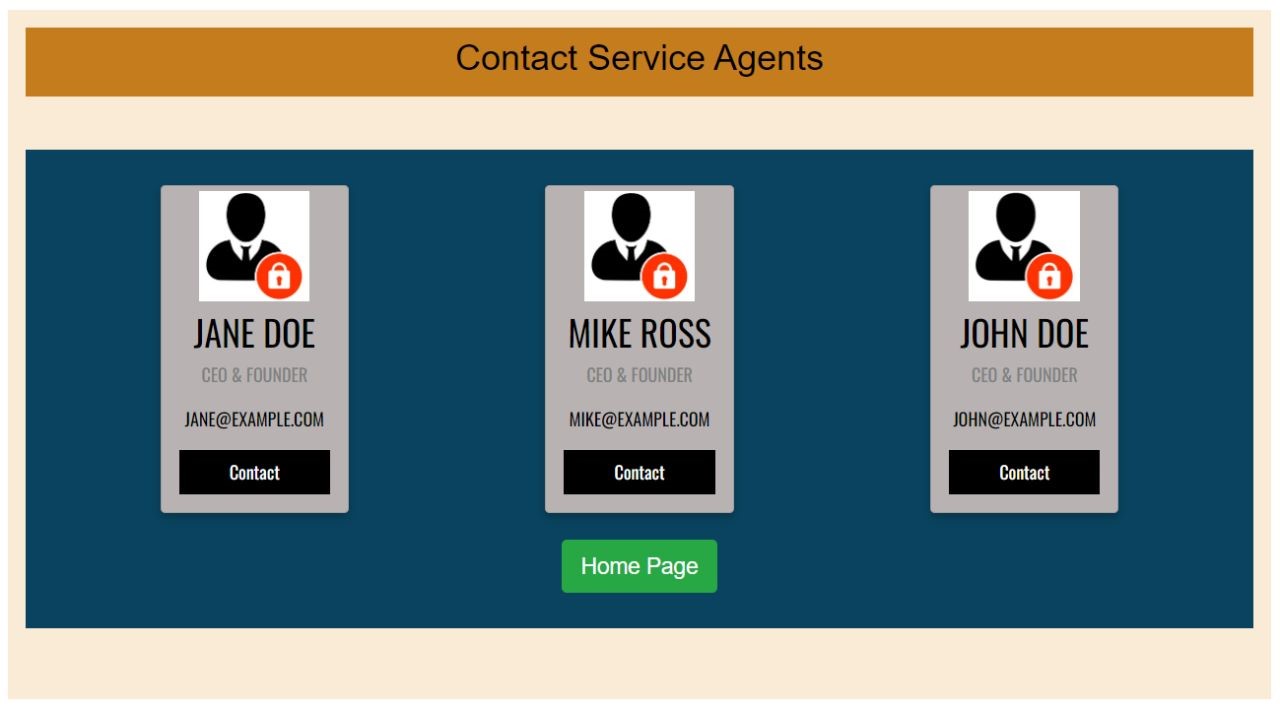 Contact Service Agents
JANE DOE
CEO & FOUNDER
JANE@EXAMPLE.COM
Contact
MIKE ROSS
CEO & FOUNDER
MIKE@EXAMPLE.COM
Contact
JOHN DOE
CEO & FOUNDER
JOHN@EXAMPLE.COM
Contact
Home Page